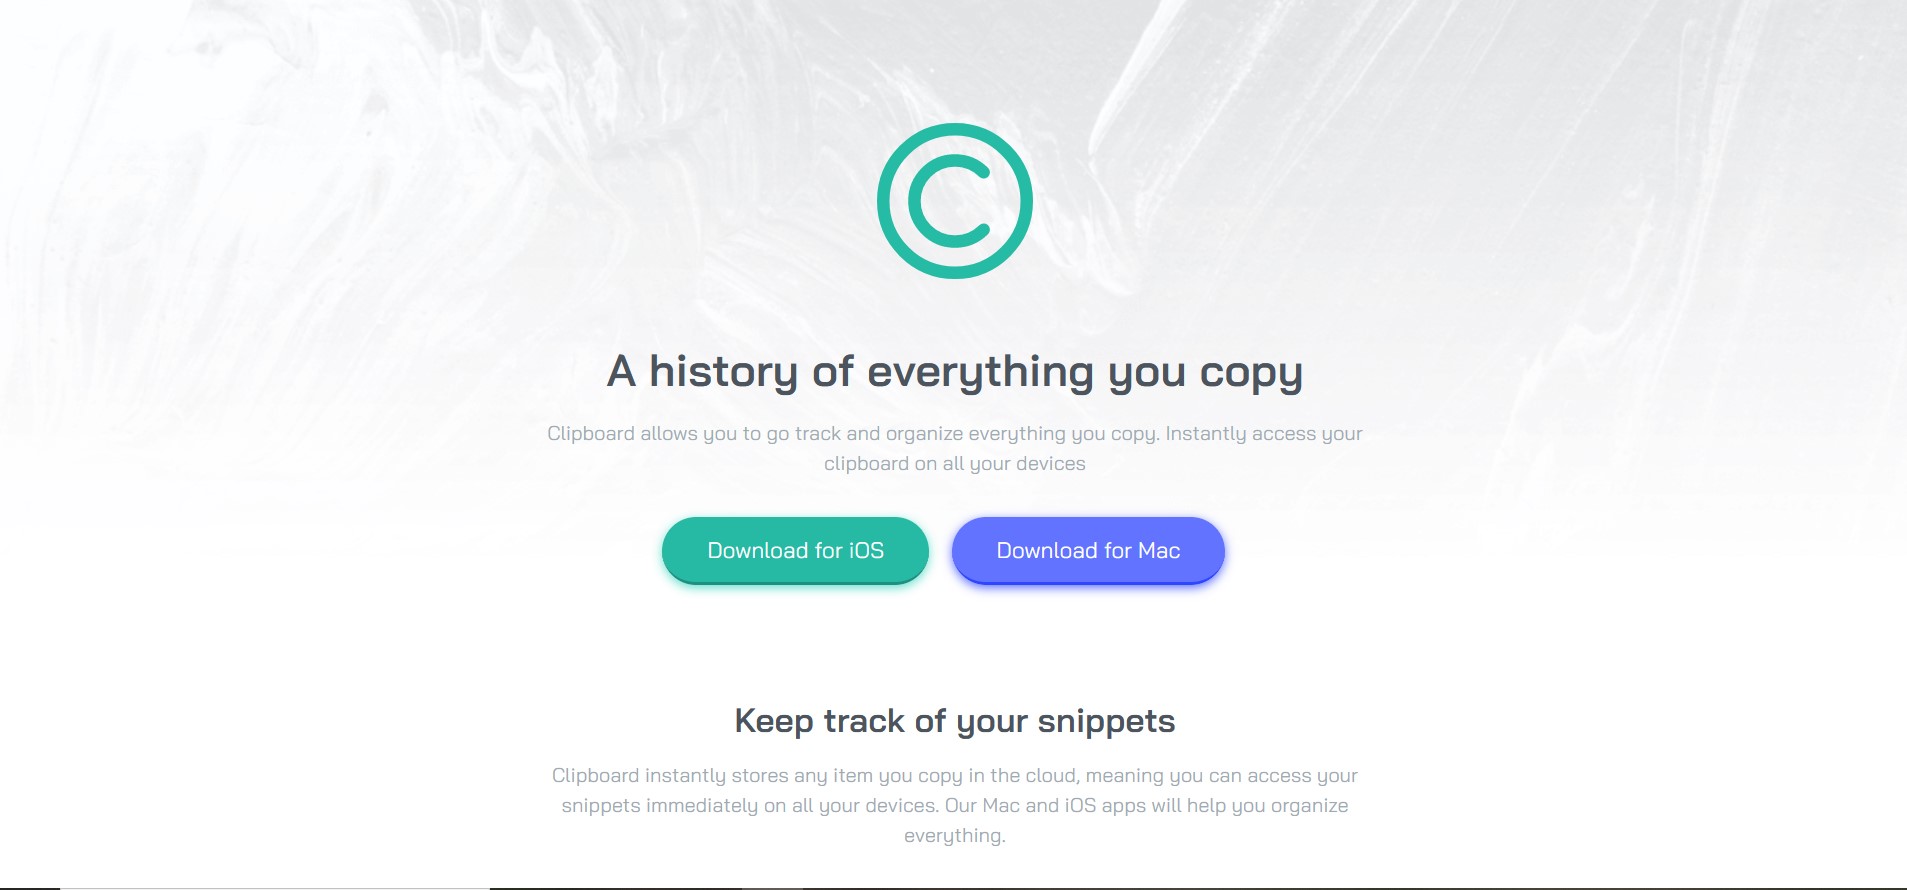 A history of everything you copy
Clipboard allows you to go track and organize everything you copy. Instantly access your
clipboard on all your devices
Download for iOS
Download for Mac
Keep track of your snippets
Clipboard instantly stores any item you copy in the cloud, meaning you can access your
snippets immediately on all your devices. Our Mac and iOS apps will help you organize
everything.